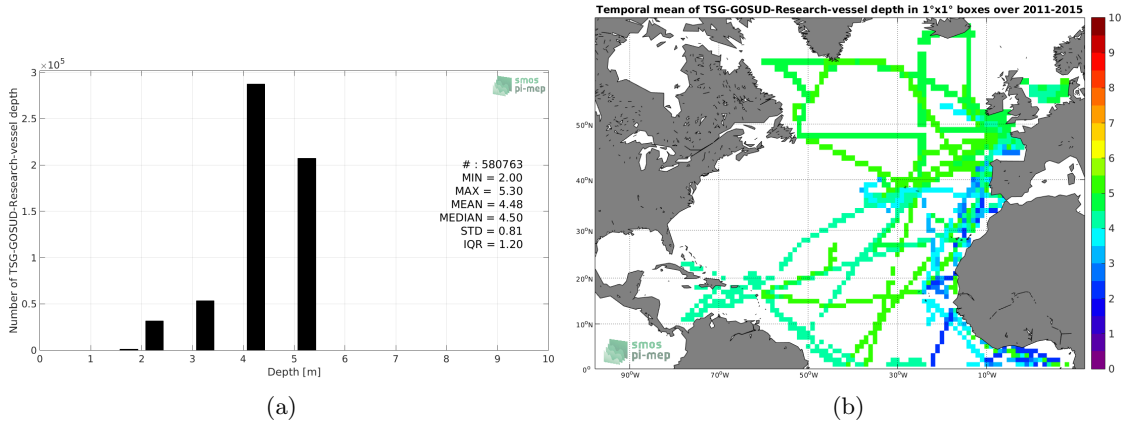 Temporal mean of TSG-GOSUD-Research-vessel depth in 1°x1° boxes over 2011-2015
×10⁵
3
2.5
2
1.5
1
0.5
0
Number of TSG-GOSUD-Research-vessel depth
smos
pi-mep
# : 580763
MIN = 2.00
MAX = 5.30
MEAN = 4.48
MEDIAN = 4.50
STD = 0.81
IQR = 1.20
0 1 2 3 4 5 6 7 8 9 10
Depth [m]
(a)
50°N
40°N
30°N
20°N
10°N
0°
90°W 70°W 50°W 30°W 10°W
smos
pi-mep
10
9
8
7
6
5
4
3
2
1
0
(b)